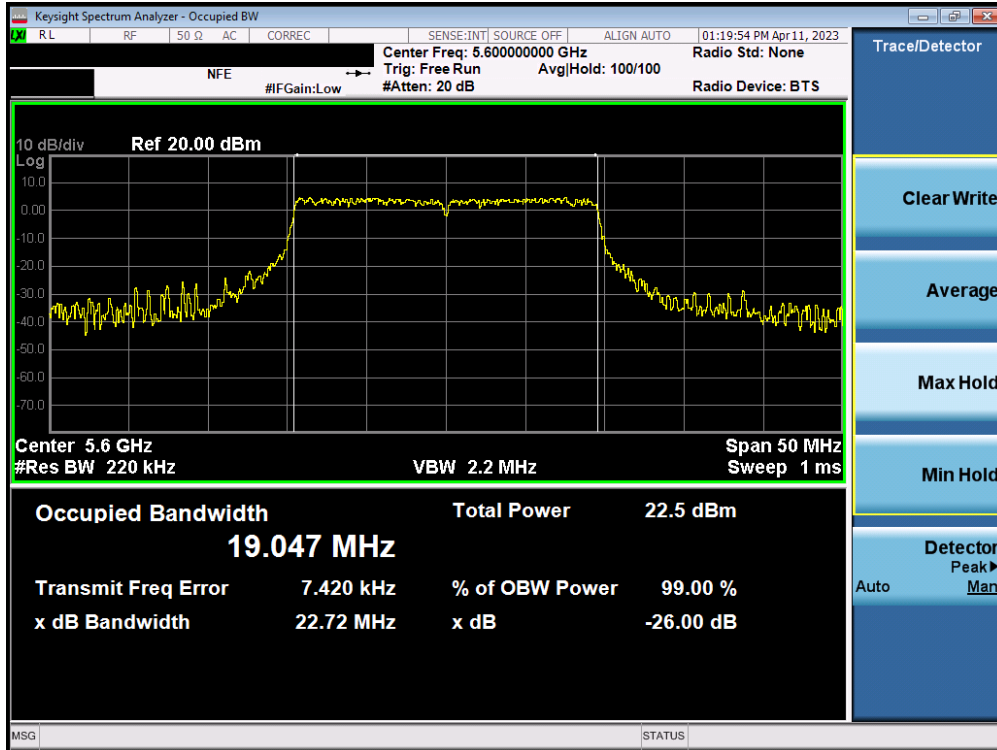 Keysight Spectrum Analyzer - Occupied BW
LXI RL RF 50 Ω AC CORREC SENSE:INT SOURCE OFF ALIGN AUTO 01:19:54 PM Apr 11, 2023
Center Freq: 5.600000000 GHz Radio Std: None
NFE Trig: Free Run Avg|Hold: 100/100
#IFGain:Low #Atten: 20 dB Radio Device: BTS
10 dB/div Ref 20.00 dBm
Log
10.0
0.00
-10.0
-20.0
-30.0
-40.0
-50.0
-60.0
-70.0
Center 5.6 GHz Span 50 MHz
#Res BW 220 kHz VBW 2.2 MHz Sweep 1 ms
Occupied Bandwidth Total Power 22.5 dBm
19.047 MHz
Transmit Freq Error 7.420 kHz % of OBW Power 99.00 %
x dB Bandwidth 22.72 MHz x dB -26.00 dB
MSG STATUS
Trace/Detector
Clear Write
Average
Max Hold
Min Hold
Detector
Peak▶
Auto Man